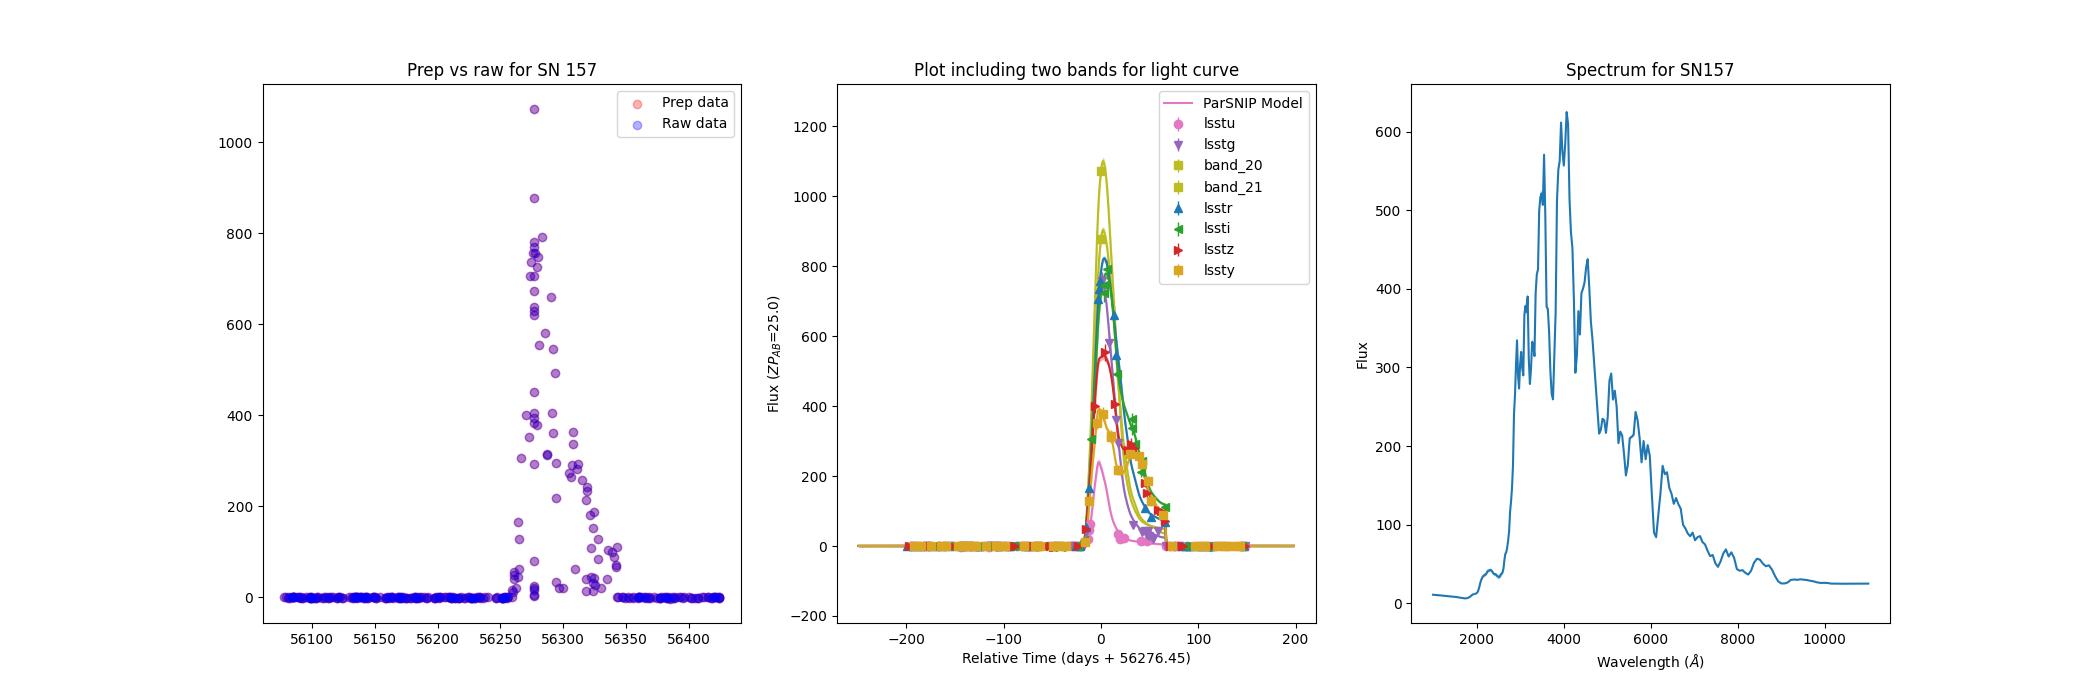 Prep vs raw for SN 157
Prep data
Raw data
1000
800
600
400
200
0
56100
56150
56200
56250
56300
56350
56400
Plot including two bands for light curve
ParSNIP Model
lsstu
lsstg
band_20
band_21
lsstr
lssti
lsstz
lssty
Flux (ZP_AB=25.0)
1200
1000
800
600
400
200
0
−200
−200
−100
0
100
200
Relative Time (days + 56276.45)
Spectrum for SN157
Flux
600
500
400
300
200
100
0
2000
4000
6000
8000
10000
Wavelength (Å)